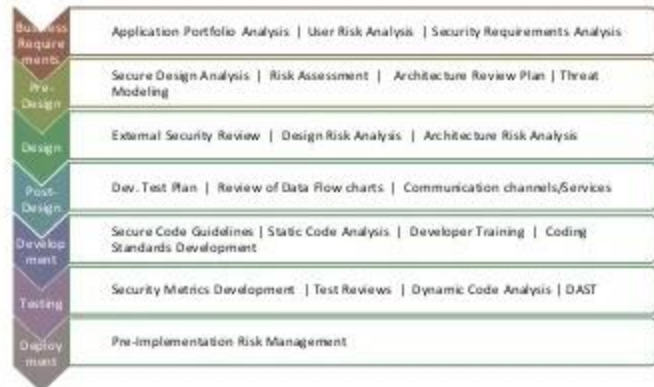 Business
Require
ments
Application Portfolio Analysis | User Risk Analysis | Security Requirements Analysis
Pre-
Design
Secure Design Analysis | Risk Assessment | Architecture Review Plan | Threat
Modeling
Design
External Security Review | Design Risk Analysis | Architecture Risk Analysis
Post-
Design
Dev. Test Plan | Review of Data Flow charts | Communication channels/Services
Develop
ment
Secure Code Guidelines | Static Code Analysis | Developer Training | Coding
Standards Development
Testing
Security Metrics Development | Test Reviews | Dynamic Code Analysis | DAST
Deploy
ment
Pre-Implementation Risk Management